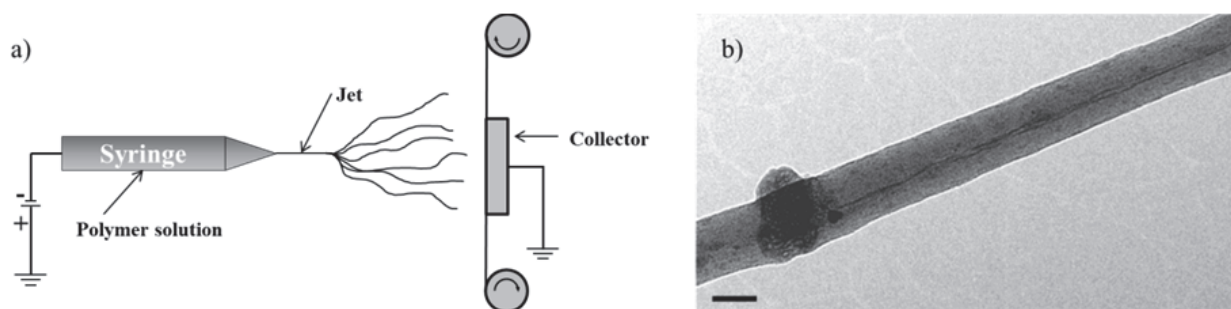 a)
Jet
Collector
Syringe
-
+
Polymer solution
b)